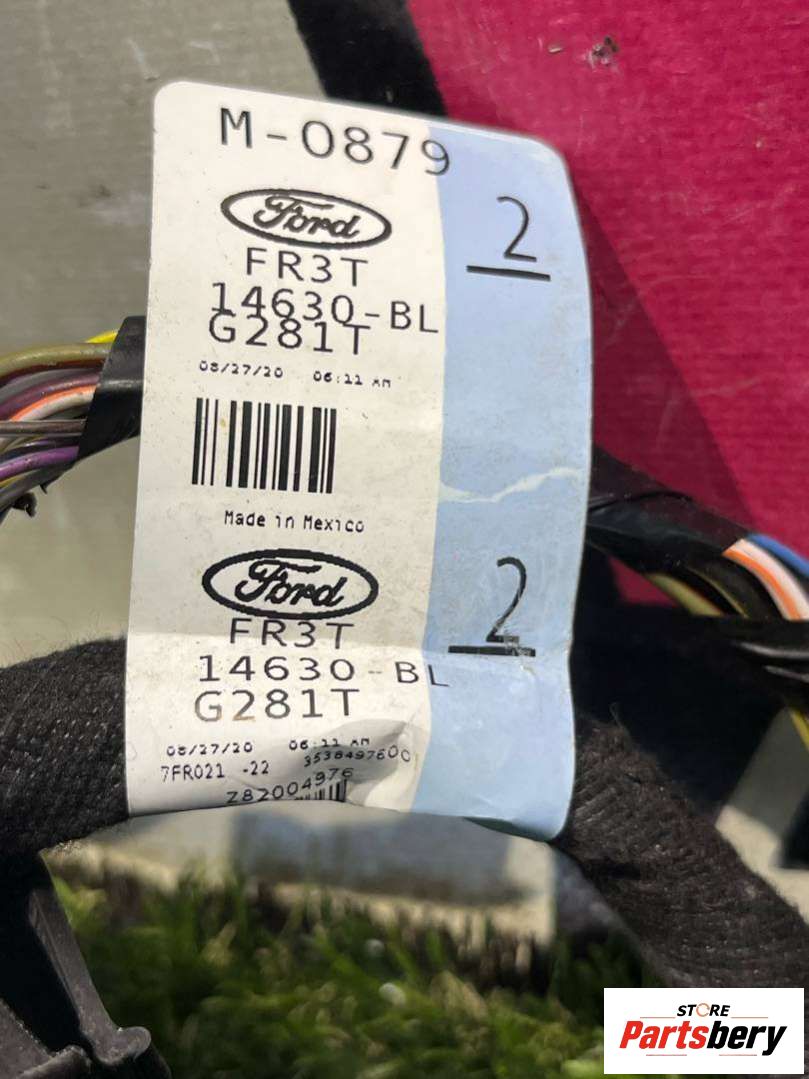 M-0879
Ford
2
FR3T
14630-BL
G281T
08/27/20 06:11 AM
Made in Mexico
Ford
2
FR3T
14630-BL
G281T
08/27/20 06:11 AM
7FR021 -22 3538497600
Z82004976
STORE
Partsbery